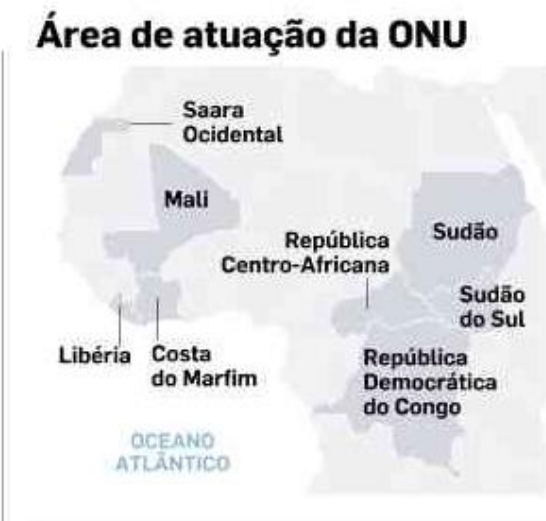 Área de atuação da ONU
Saara
Ocidental
Mali
Sudão
República
Centro-Africana
Sudão
do Sul
Libéria
Costa
do Marfim
República
Democrática
do Congo
OCEANO
ATLÂNTICO